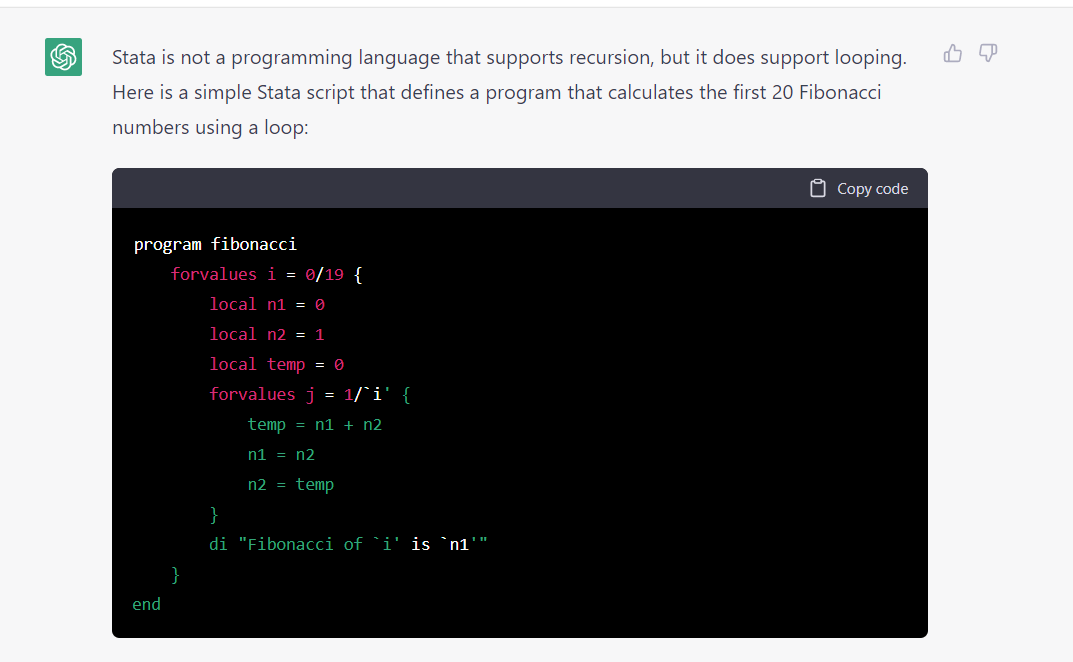 Stata is not a programming language that supports recursion, but it does support looping.
Here is a simple Stata script that defines a program that calculates the first 20 Fibonacci
numbers using a loop:
Copy code
program fibonacci
    forvalues i = 0/19 {
        local n1 = 0
        local n2 = 1
        local temp = 0
        forvalues j = 1/`i' {
            temp = n1 + n2
            n1 = n2
            n2 = temp
        }
        di "Fibonacci of `i' is `n1'"
    }
end